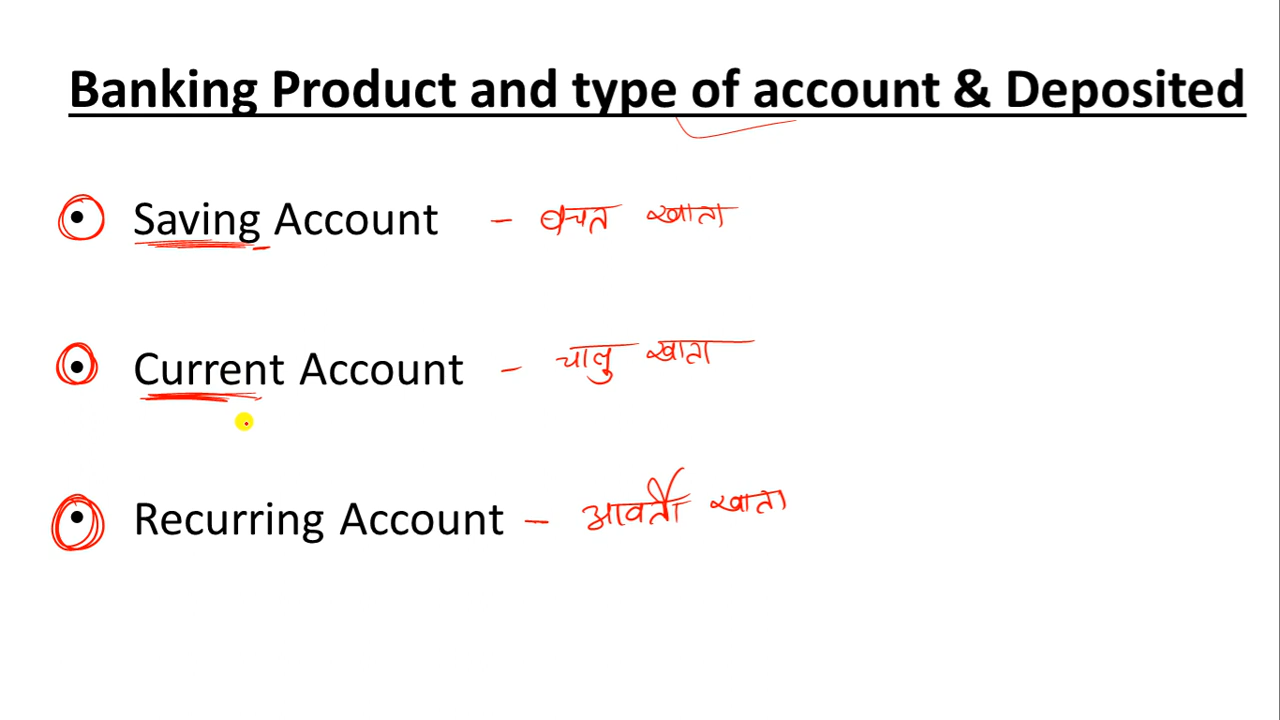 Banking Product and type of account & Deposited
• Saving Account - बचत खाता
• Current Account - चालु खाता
• Recurring Account - आवर्ती खाता